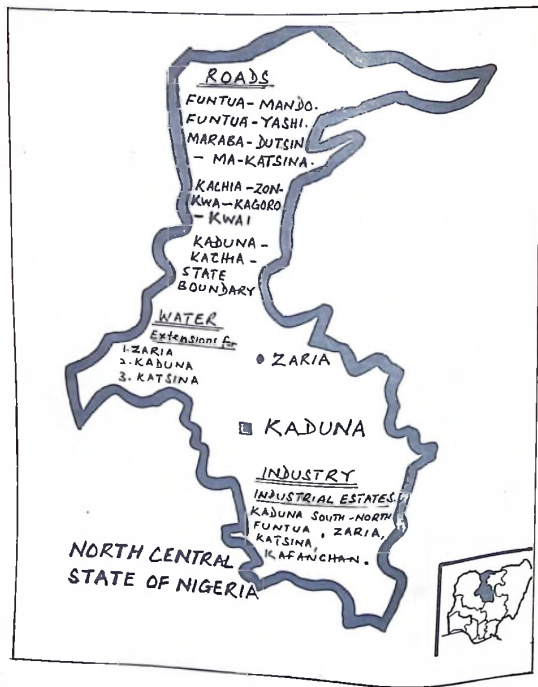 ROADS
FUNTUA-MANDO.
FUNTUA-YASHI.
MARABA-DUTSIN
-MA-KATSINA.
KACHIA-ZON-
KWA-KAGORO
-KWAI
KADUNA-
KACHIA-
STATE
BOUNDARY
WATER
Extensions for
1. ZARIA
2. KADUNA
3. KATSINA
ZARIA
KADUNA
INDUSTRY
INDUSTRIAL ESTATES.
KADUNA SOUTH-NORTH
FUNTUA, ZARIA,
KATSINA,
KAFANCHAN.
NORTH CENTRAL
STATE OF NIGERIA